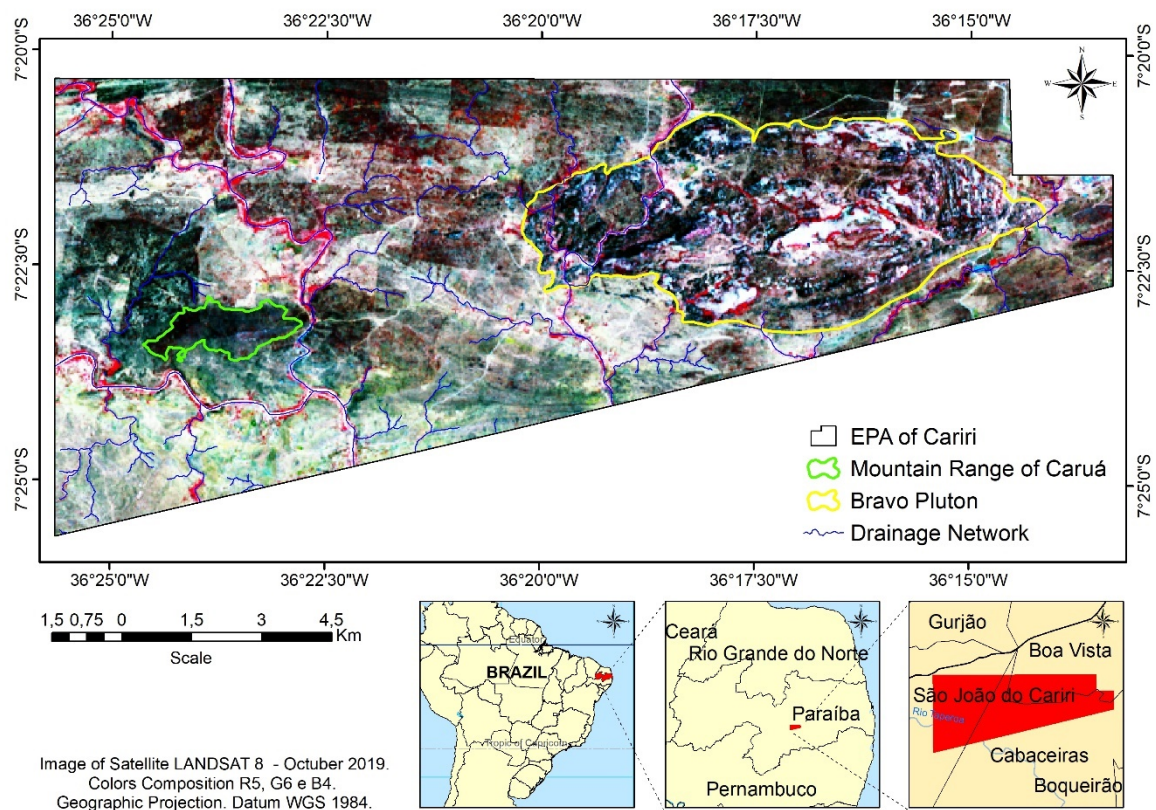 36°25'0"W 36°22'30"W 36°20'0"W 36°17'30"W 36°15'0"W
7°20'0"S
7°20'0"S
N
W E
S
7°22'30"S
7°22'30"S
EPA of Cariri
Mountain Range of Caruá
Bravo Pluton
Drainage Network
7°25'0"S
7°25'0"S
36°25'0"W 36°22'30"W 36°20'0"W 36°17'30"W 36°15'0"W
1,5 0,75 0 1,5 3 4,5
Km
Scale
Equator
BRAZIL
Tropic of Capricorn
Ceará
Rio Grande do Norte
Paraíba
Pernambuco
Gurjão
Boa Vista
São João do Cariri
Rio Taperoá
Cabaceiras
Boqueirão
Image of Satellite LANDSAT 8 - Octuber 2019.
Colors Composition R5, G6 e B4.
Geographic Projection. Datum WGS 1984.